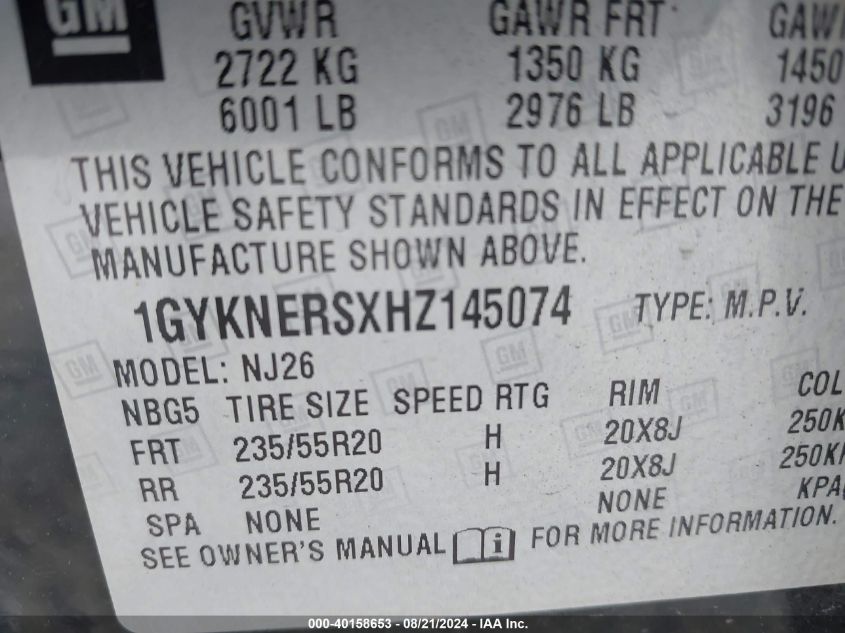 GM
GVWR GAWR FRT
2722 KG 1350 KG 1450
6001 LB 2976 LB 3196
THIS VEHICLE CONFORMS TO ALL APPLICABLE
VEHICLE SAFETY STANDARDS IN EFFECT ON THE
MANUFACTURE SHOWN ABOVE.
1GYKNERSXHZ145074 TYPE: M.P.V.
MODEL: NJ26
NBG5 TIRE SIZE SPEED RTG RIM COL
FRT 235/55R20 H 20X8J 250K
RR 235/55R20 H 20X8J 250K
SPA NONE NONE KPA
SEE OWNER'S MANUAL i FOR MORE INFORMATION.
000-40158653 - 08/21/2024 - IAA Inc.